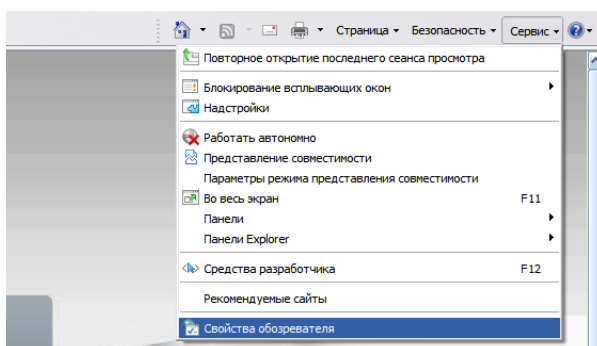 Страница Безопасность Сервис
Повторное открытие последнего сеанса просмотра
Блокирование всплывающих окон
Надстройки
Работать автономно
Представление совместимости
Параметры режима представления совместимости
Во весь экран F11
Панели
Панели Explorer
Средства разработчика F12
Рекомендуемые сайты
Свойства обозревателя